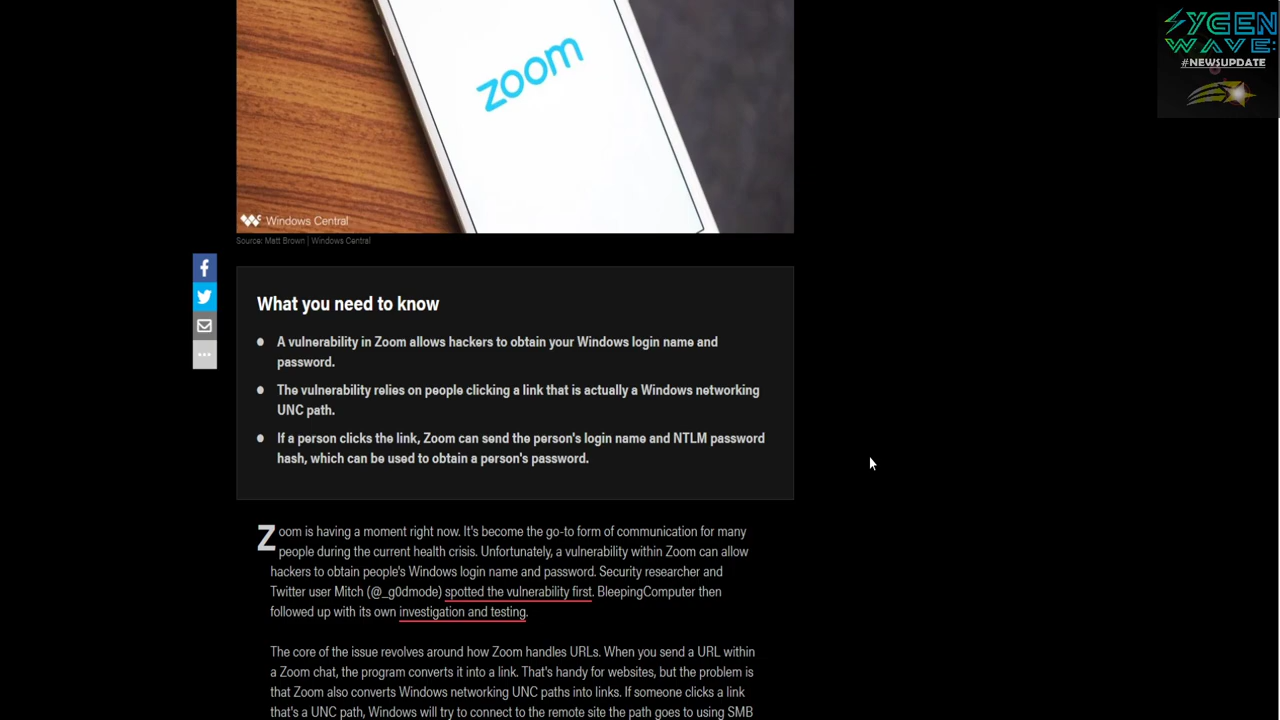 SYGEN
WAVE:
#NEWSUPDATE
zoom
Windows Central
Source: Matt Brown | Windows Central
What you need to know
A vulnerability in Zoom allows hackers to obtain your Windows login name and
password.
The vulnerability relies on people clicking a link that is actually a Windows networking
UNC path.
If a person clicks the link, Zoom can send the person's login name and NTLM password
hash, which can be used to obtain a person's password.
Zoom is having a moment right now. It's become the go-to form of communication for many
people during the current health crisis. Unfortunately, a vulnerability within Zoom can allow
hackers to obtain people's Windows login name and password. Security researcher and
Twitter user Mitch (@_g0dmode) spotted the vulnerability first. BleepingComputer then
followed up with its own investigation and testing.
The core of the issue revolves around how Zoom handles URLs. When you send a URL within
a Zoom chat, the program converts it into a link. That's handy for websites, but the problem is
that Zoom also converts Windows networking UNC paths into links. If someone clicks a link
that's a UNC path, Windows will try to connect to the remote site the path goes to using SMB